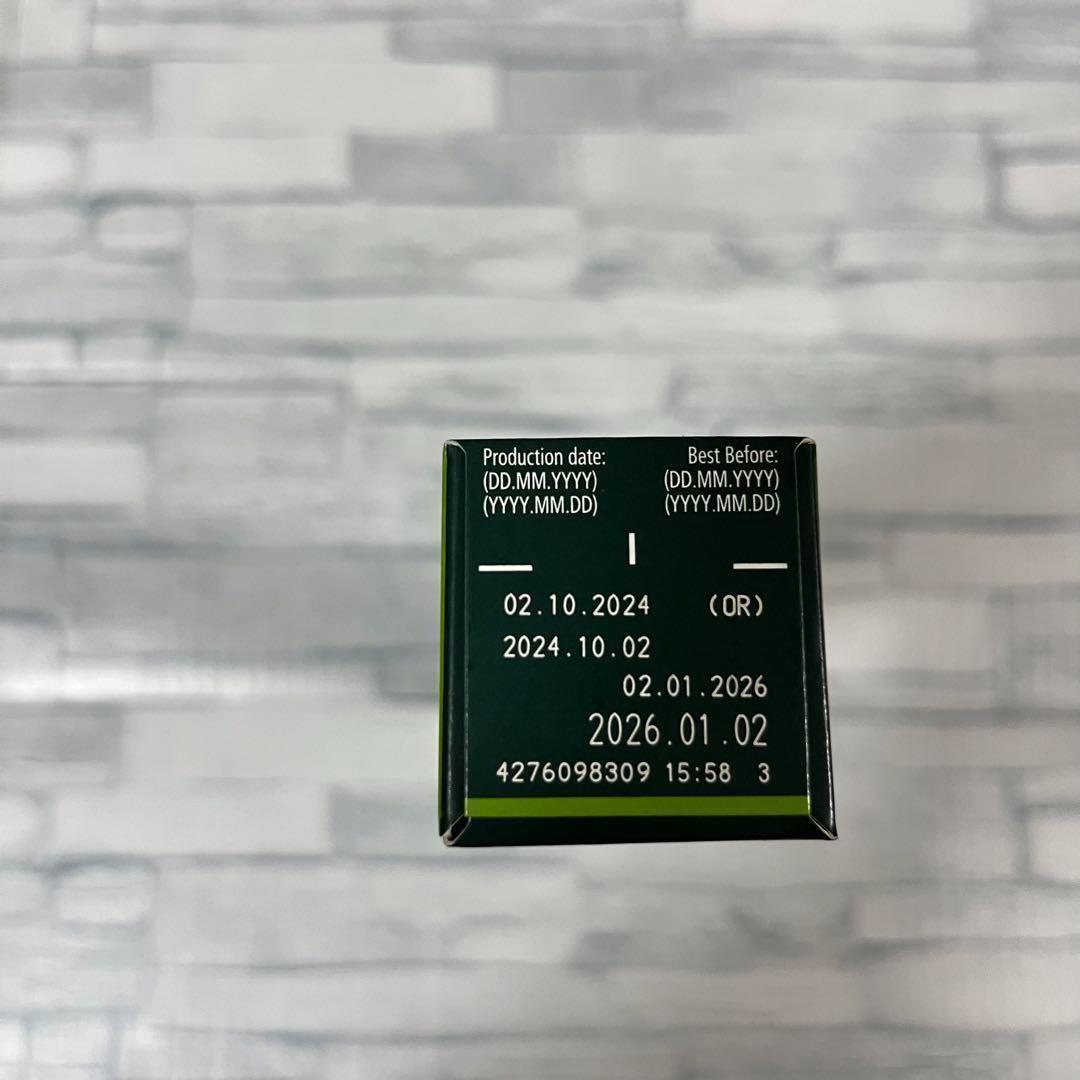 Production date: Best Before:
(DD.MM.YYYY) (DD.MM.YYYY)
(YYYY.MM.DD) (YYYY.MM.DD)
02.10.2024 (OR)
2024.10.02
02.01.2026
2026.01.02
4276098309 15:58 3